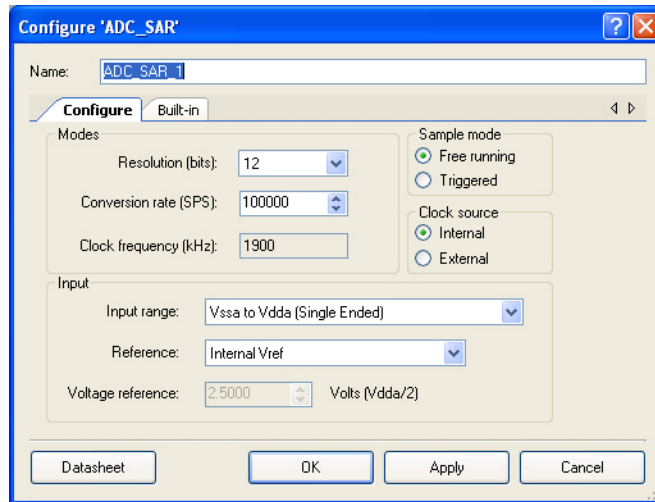 Configure 'ADC_SAR'
Name: ADC_SAR_1
Configure Built-in
Modes
Resolution (bits): 12
Conversion rate (SPS): 100000
Clock frequency (kHz): 1900
Sample mode
Free running
Triggered
Clock source
Internal
External
Input
Input range: Vssa to Vdda (Single Ended)
Reference: Internal Vref
Voltage reference: 2.5000 Volts (Vdda/2)
Datasheet OK Apply Cancel